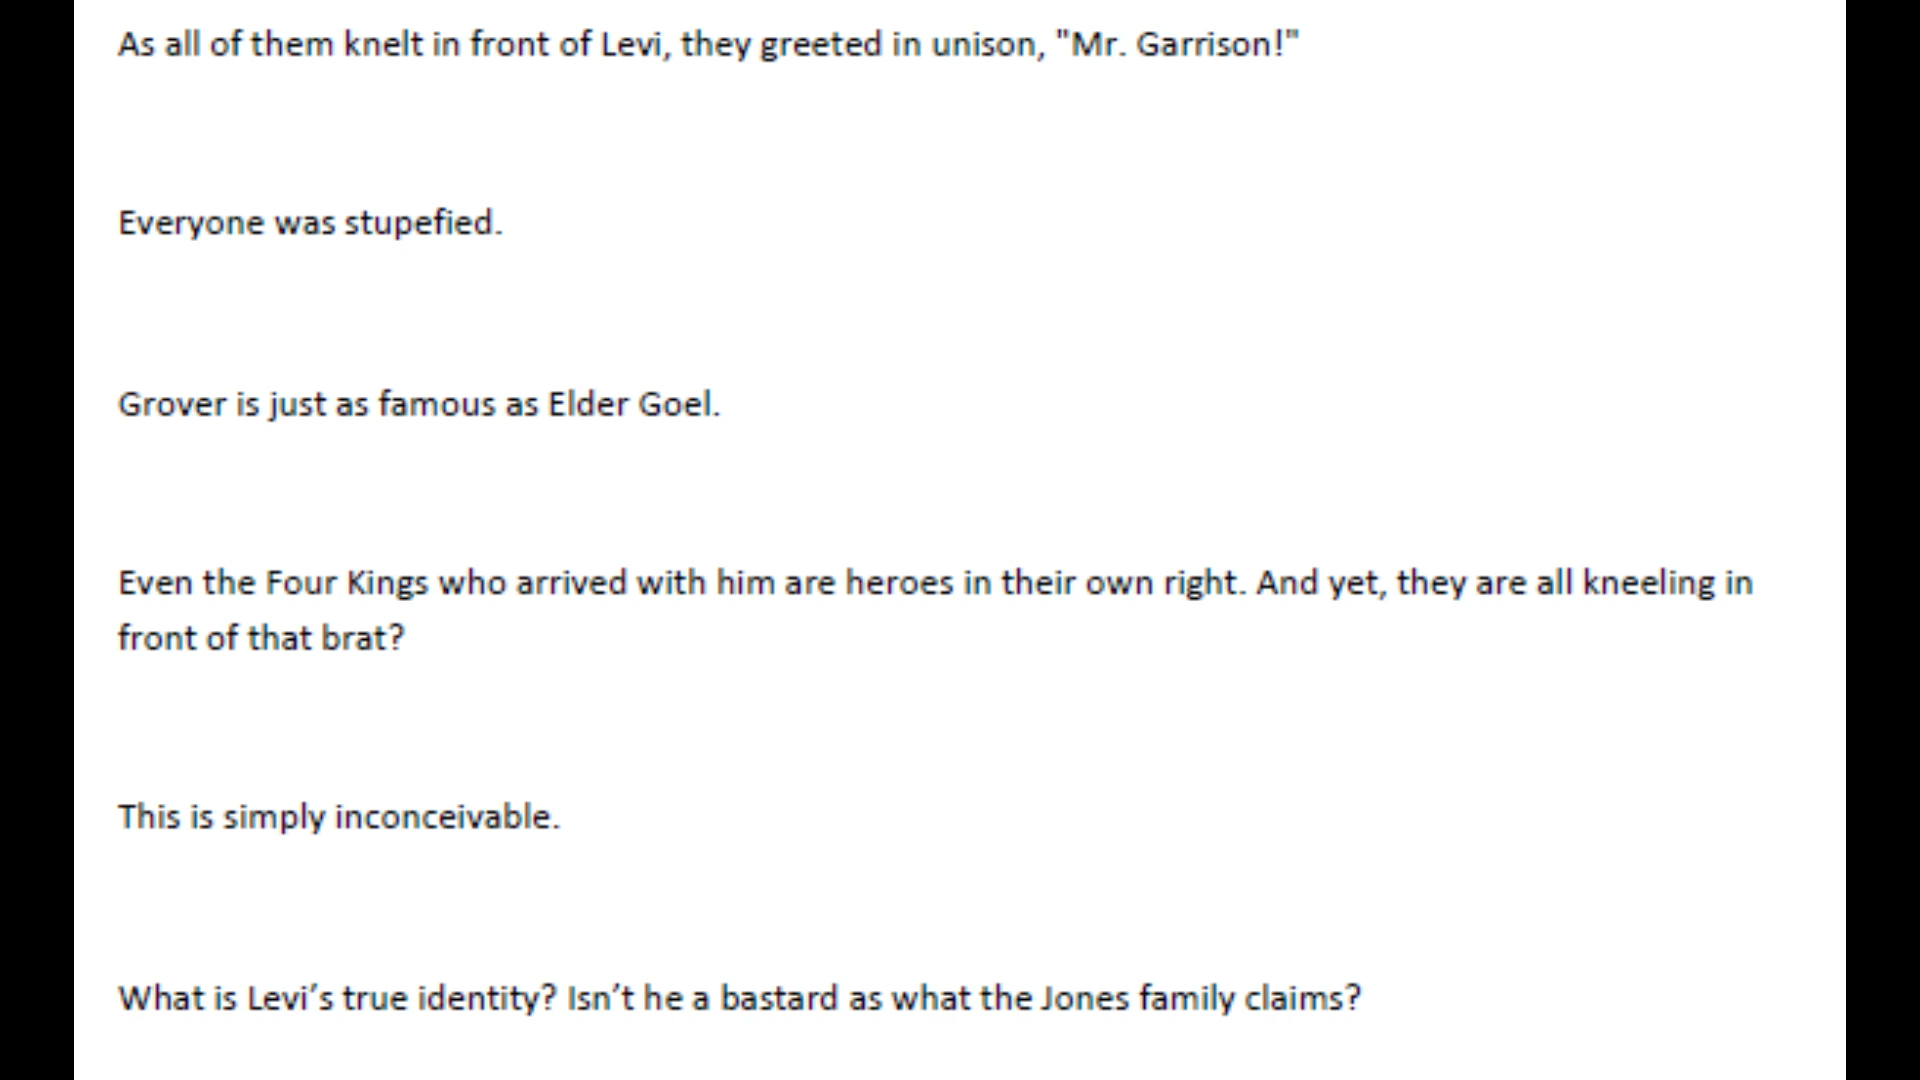 As all of them knelt in front of Levi, they greeted in unison, "Mr. Garrison!"
Everyone was stupefied.
Grover is just as famous as Elder Goel.
Even the Four Kings who arrived with him are heroes in their own right. And yet, they are all kneeling in
front of that brat?
This is simply inconceivable.
What is Levi’s true identity? Isn’t he a bastard as what the Jones family claims?